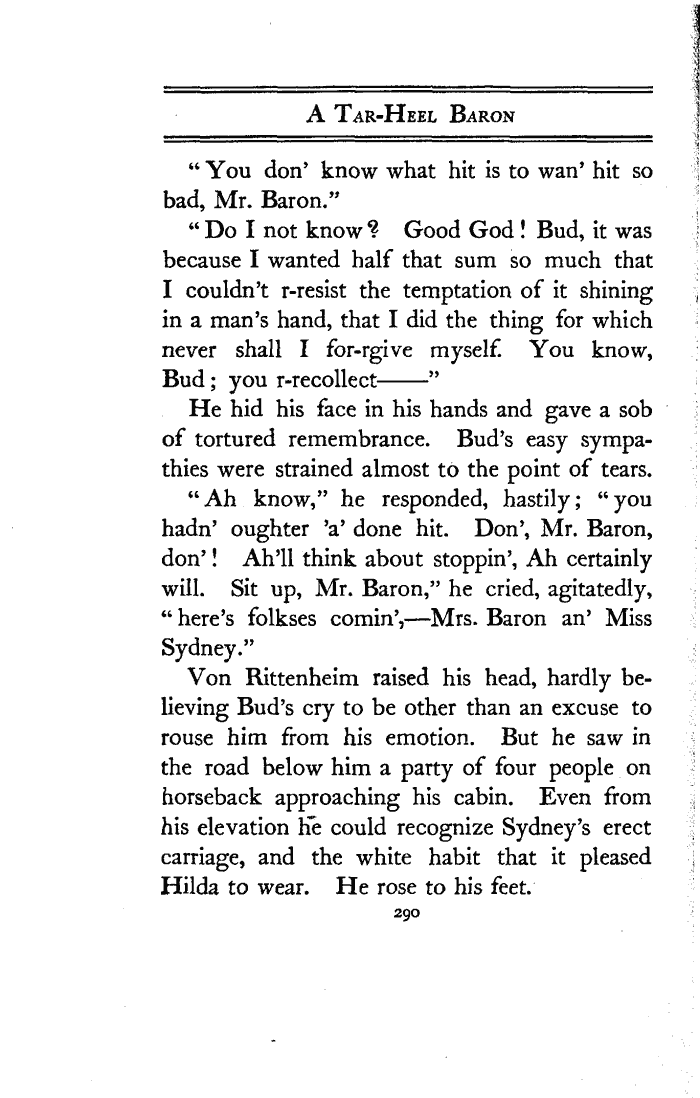 A TAR-HEEL BARON
“You don’ know what hit is to wan’ hit so
bad, Mr. Baron.”
“Do I not know? Good God! Bud, it was
because I wanted half that sum so much that
I couldn’t r-resist the temptation of it shining
in a man’s hand, that I did the thing for which
never shall I for-rgive myself. You know,
Bud; you r-recollect——”
He hid his face in his hands and gave a sob
of tortured remembrance. Bud’s easy sympa-
thies were strained almost to the point of tears.
“Ah know,” he responded, hastily; “you
hadn’ oughter ’a’ done hit. Don’, Mr. Baron,
don’! Ah’ll think about stoppin’, Ah certainly
will. Sit up, Mr. Baron,” he cried, agitatedly,
“here’s folkses comin’,—Mrs. Baron an’ Miss
Sydney.”
Von Rittenheim raised his head, hardly be-
lieving Bud’s cry to be other than an excuse to
rouse him from his emotion. But he saw in
the road below him a party of four people on
horseback approaching his cabin. Even from
his elevation he could recognize Sydney’s erect
carriage, and the white habit that it pleased
Hilda to wear. He rose to his feet.
290